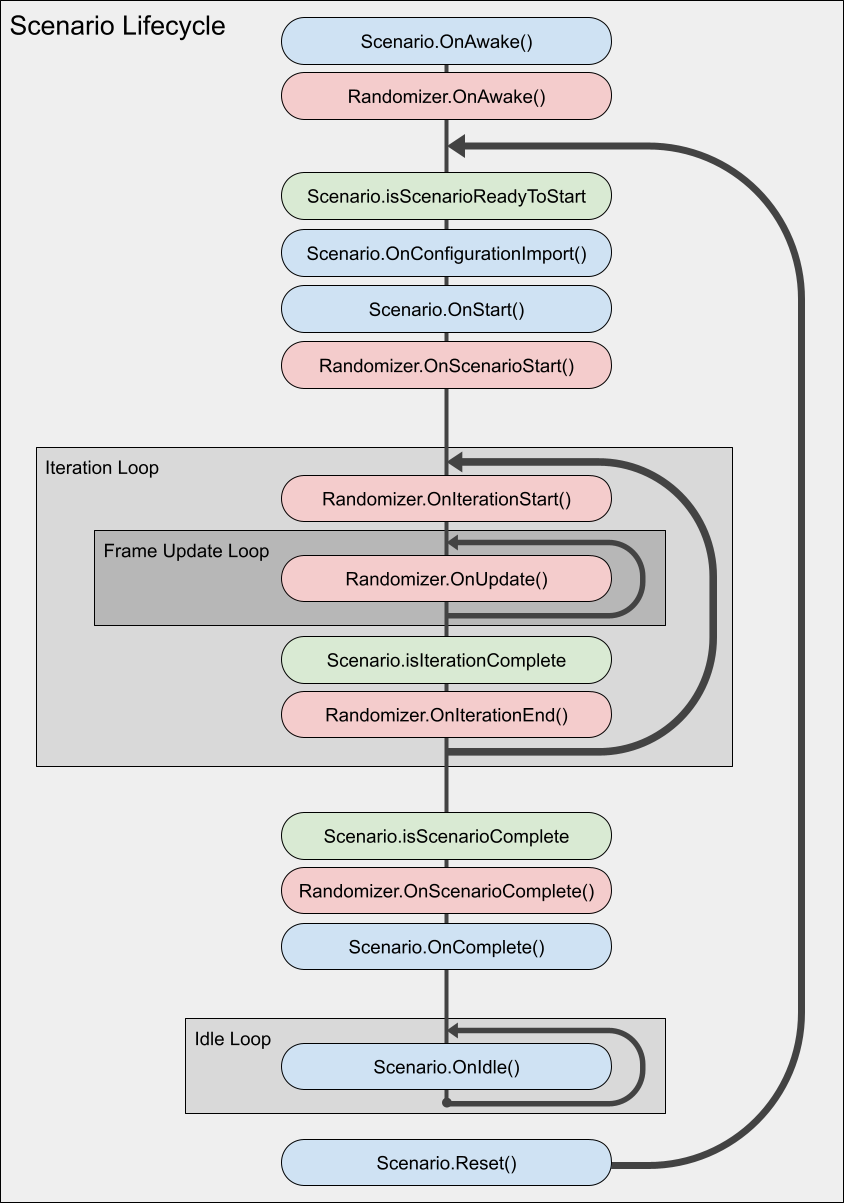 Scenario Lifecycle
Scenario.OnAwake()
Randomizer.OnAwake()
Scenario.isScenarioReadyToStart
Scenario.OnConfigurationImport()
Scenario.OnStart()
Randomizer.OnScenarioStart()
Iteration Loop
Randomizer.OnIterationStart()
Frame Update Loop
Randomizer.OnUpdate()
Scenario.isIterationComplete
Randomizer.OnIterationEnd()
Scenario.isScenarioComplete
Randomizer.OnScenarioComplete()
Scenario.OnComplete()
Idle Loop
Scenario.OnIdle()
Scenario.Reset()